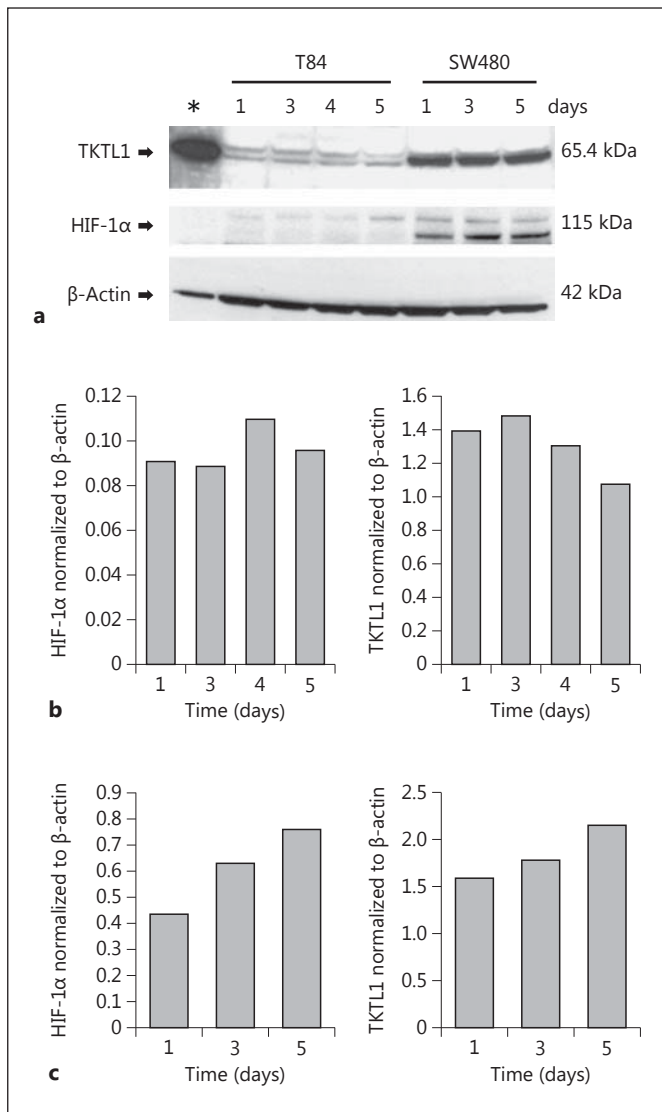 T84 SW480
* 1 3 4 5 1 3 5 days
TKTL1 65.4 kDa
HIF-1α 115 kDa
β-Actin 42 kDa
a
HIF-1α normalized to β-actin
0.12
0.10
0.08
0.06
0.04
0.02
0
1 3 4 5
Time (days)
TKTL1 normalized to β-actin
1.6
1.4
1.2
1.0
0.8
0.6
0.4
0.2
0
1 3 4 5
Time (days)
b
HIF-1α normalized to β-actin
0.9
0.8
0.7
0.6
0.5
0.4
0.3
0.2
0.1
0
1 3 5
Time (days)
TKTL1 normalized to β-actin
2.5
2.0
1.5
1.0
0.5
0
1 3 5
Time (days)
c